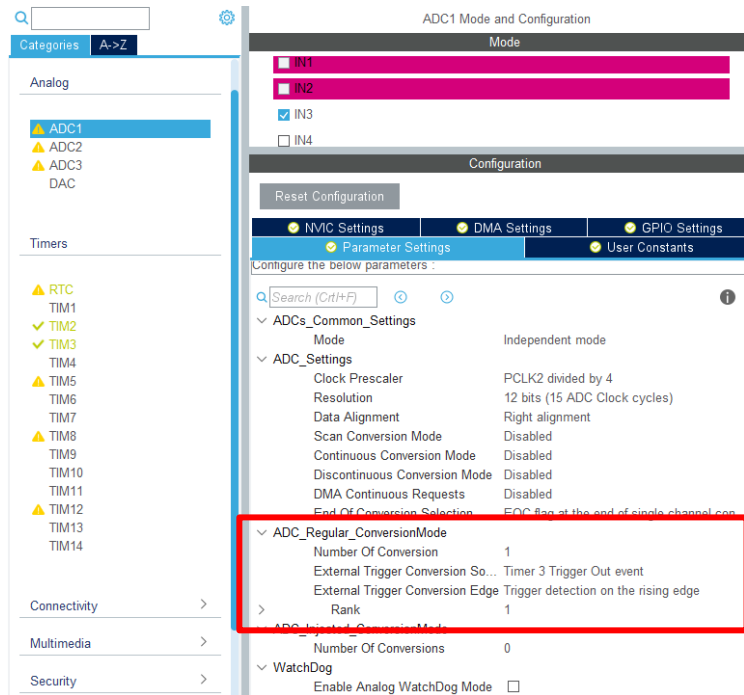 Categories A->Z
Analog
ADC1
ADC2
ADC3
DAC
Timers
RTC
TIM1
TIM2
TIM3
TIM4
TIM5
TIM6
TIM7
TIM8
TIM9
TIM10
TIM11
TIM12
TIM13
TIM14
Connectivity >
Multimedia >
Security >
ADC1 Mode and Configuration
Mode
IN1
IN2
IN3
IN4
Configuration
Reset Configuration
NVIC Settings DMA Settings GPIO Settings
Parameter Settings User Constants
Configure the below parameters :
Search (Crtl+F)
ADCs_Common_Settings
Mode Independent mode
ADC_Settings
Clock Prescaler PCLK2 divided by 4
Resolution 12 bits (15 ADC Clock cycles)
Data Alignment Right alignment
Scan Conversion Mode Disabled
Continuous Conversion Mode Disabled
Discontinuous Conversion Mode Disabled
DMA Continuous Requests Disabled
End Of Conversion Selection EOC flag at the end of single channel con...
ADC_Regular_ConversionMode
Number Of Conversion 1
External Trigger Conversion So... Timer 3 Trigger Out event
External Trigger Conversion Edge Trigger detection on the rising edge
Rank 1
ADC_Injected_ConversionMode
Number Of Conversions 0
WatchDog
Enable Analog WatchDog Mode